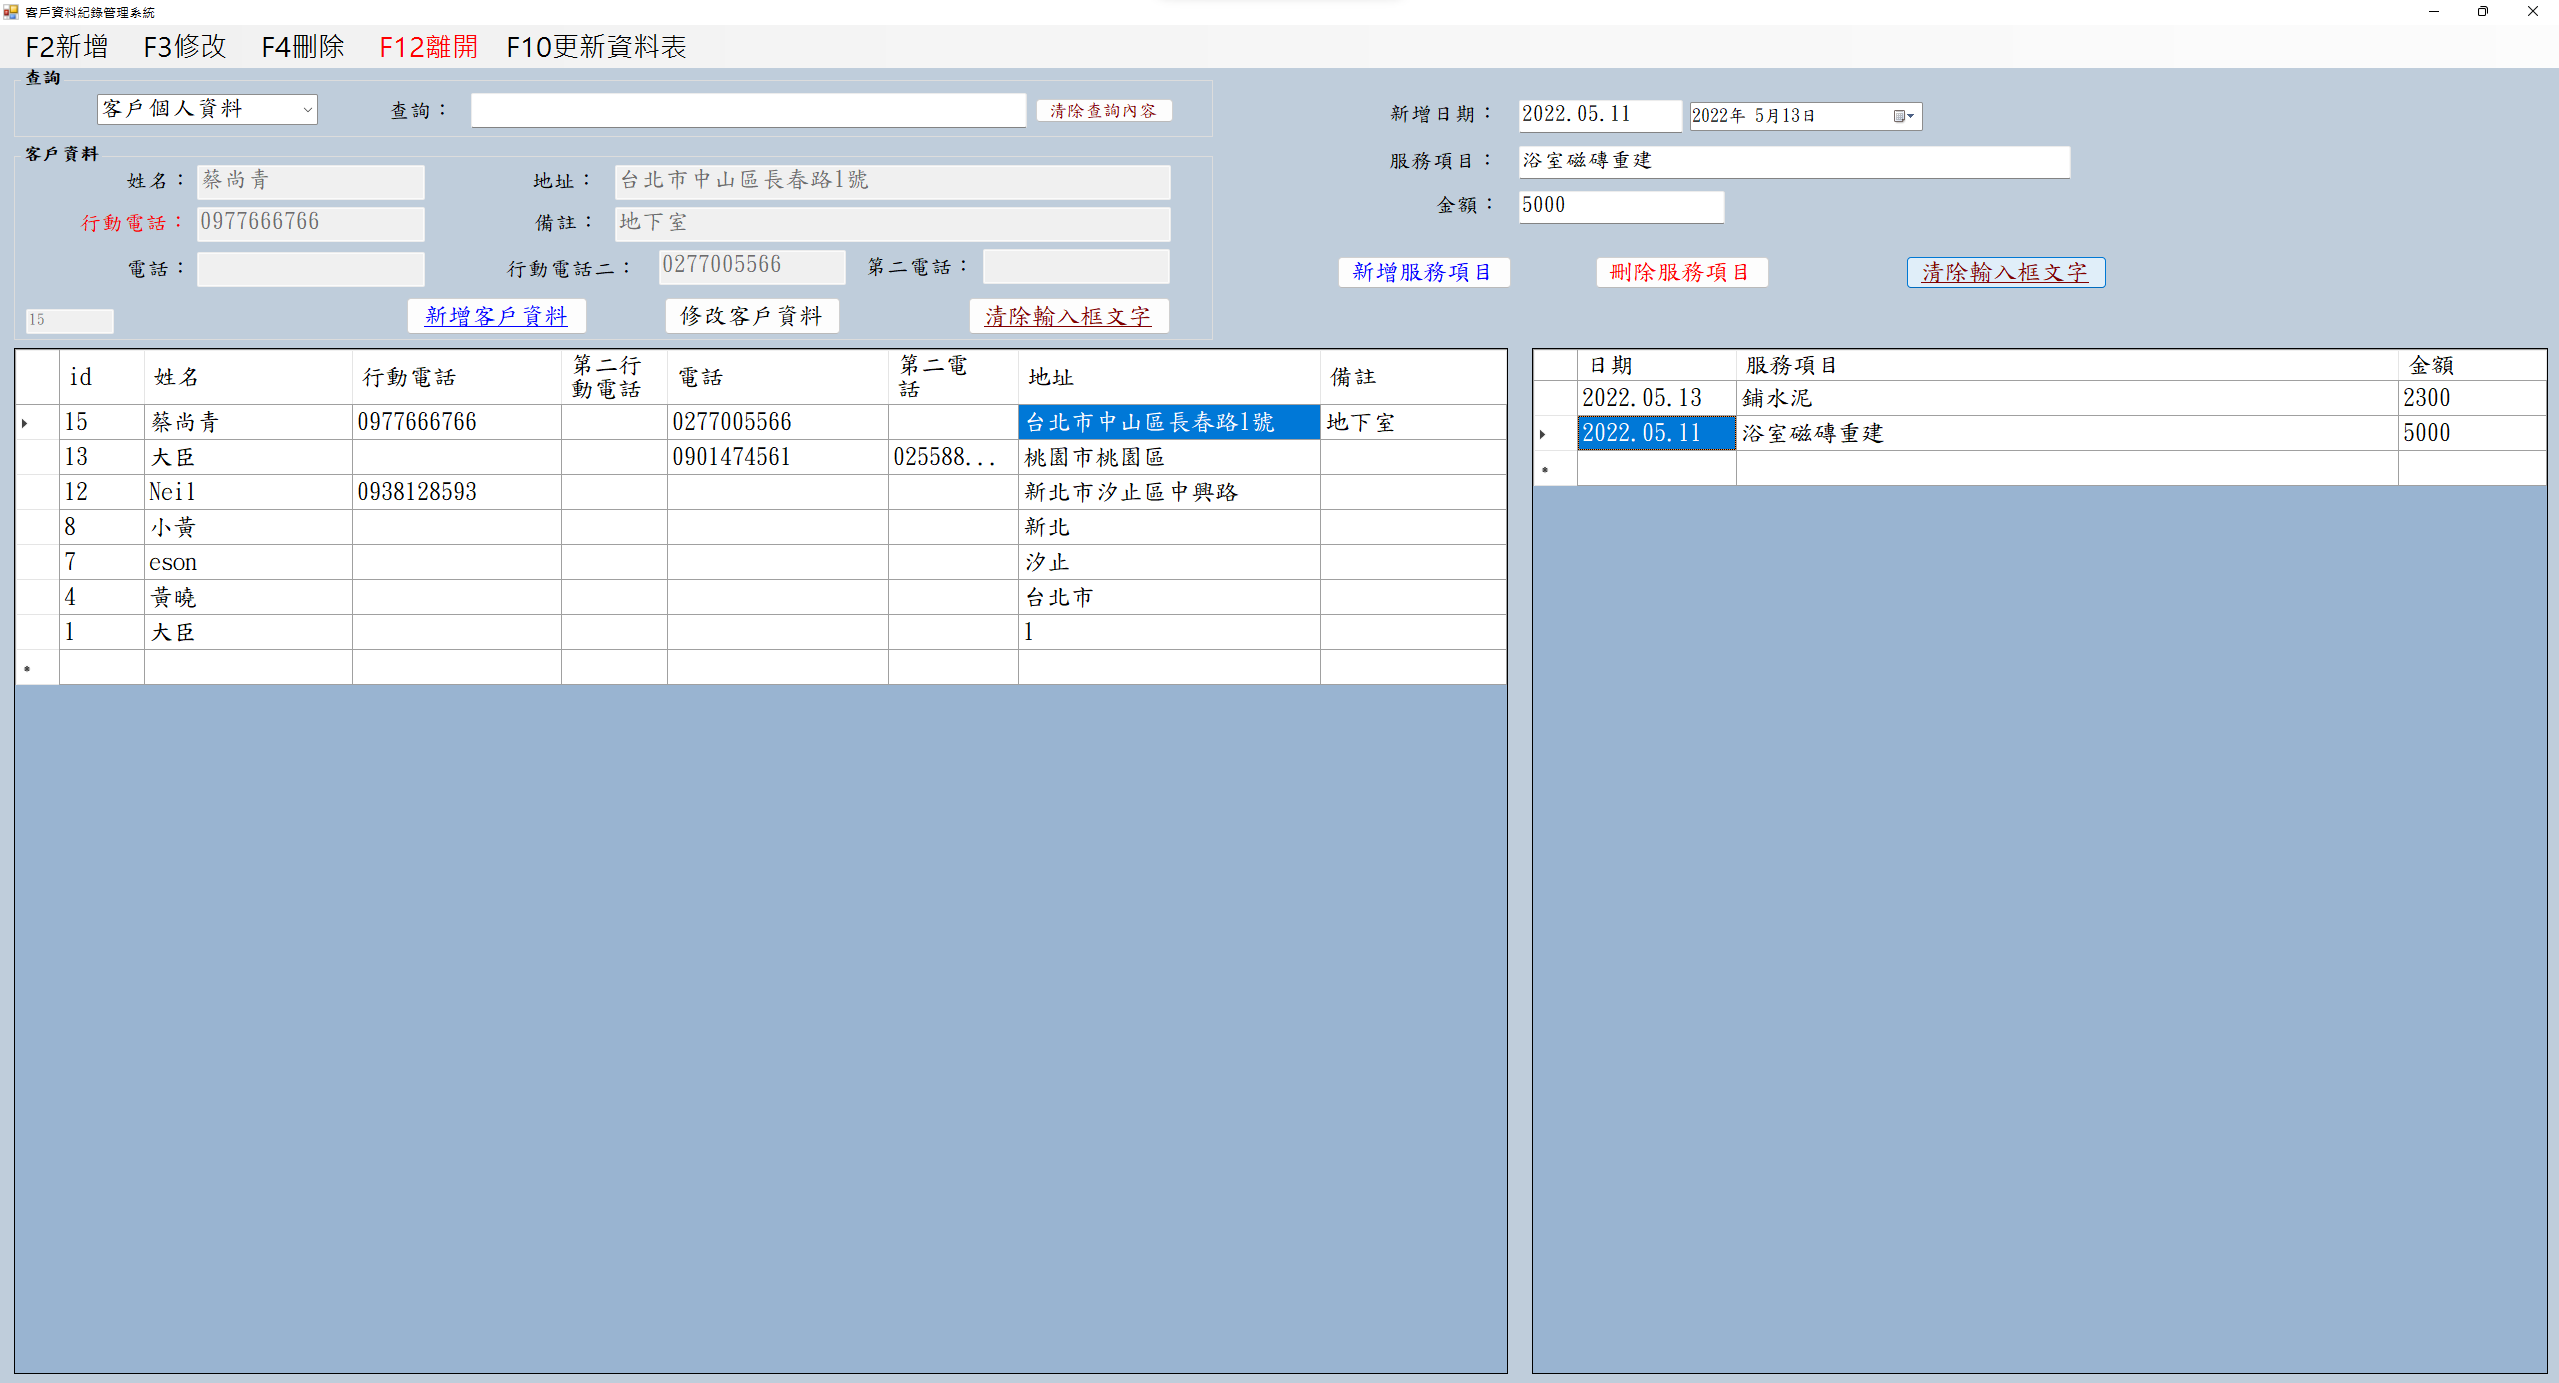 客戶資料紀錄管理系統
F2新增 F3修改 F4刪除 F12離開 F10更新資料表
查詢
客戶個人資料 查詢： 清除查詢內容
客戶資料
姓名： 蔡尚青 地址： 台北市中山區長春路1號
行動電話： 0977666766 備註： 地下室
電話： 行動電話二： 0277005566 第二電話：
15 新增客戶資料 修改客戶資料 清除輸入框文字
新增日期： 2022.05.11 2022年 5月13日
服務項目： 浴室磁磚重建
金額： 5000
新增服務項目 刪除服務項目 清除輸入框文字
id 姓名 行動電話 第二行動電話 電話 第二電話 地址 備註
15 蔡尚青 0977666766 0277005566 台北市中山區長春路1號 地下室
13 大臣 0901474561 025588... 桃園市桃園區
12 Neil 0938128593 新北市汐止區中興路
8 小黃 新北
7 eson 汐止
4 黃曉 台北市
1 大臣 1
日期 服務項目 金額
2022.05.13 鋪水泥 2300
2022.05.11 浴室磁磚重建 5000